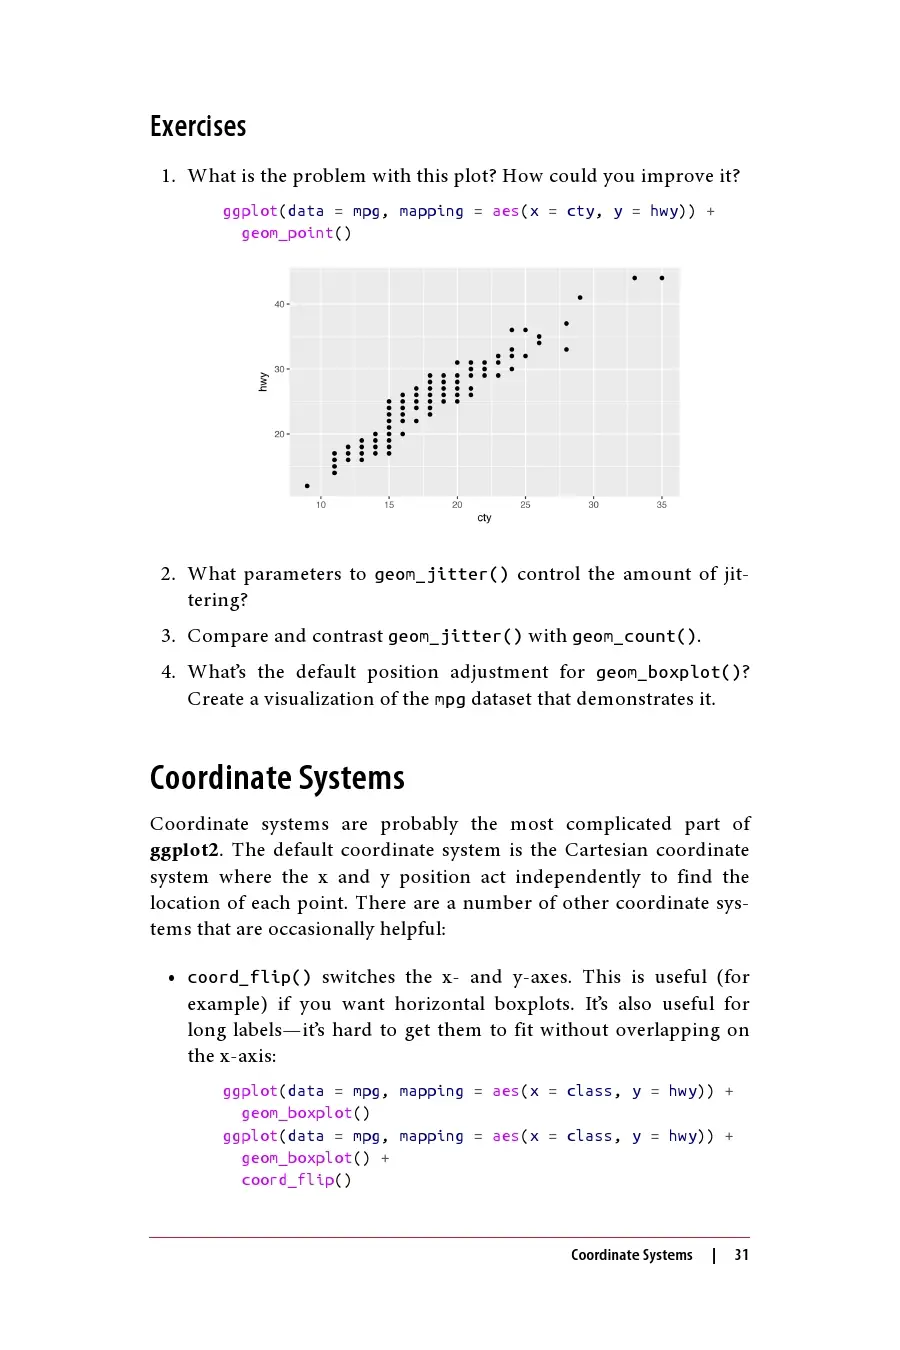 Exercises
1. What is the problem with this plot? How could you improve it?
ggplot(data = mpg, mapping = aes(x = cty, y = hwy)) +
  geom_point()
40
30
20
hwy
10 15 20 25 30 35
cty
2. What parameters to geom_jitter() control the amount of jit-
tering?
3. Compare and contrast geom_jitter() with geom_count().
4. What’s the default position adjustment for geom_boxplot()?
Create a visualization of the mpg dataset that demonstrates it.
Coordinate Systems
Coordinate systems are probably the most complicated part of
ggplot2. The default coordinate system is the Cartesian coordinate
system where the x and y position act independently to find the
location of each point. There are a number of other coordinate sys-
tems that are occasionally helpful:
• coord_flip() switches the x- and y-axes. This is useful (for
example) if you want horizontal boxplots. It’s also useful for
long labels—it’s hard to get them to fit without overlapping on
the x-axis:
ggplot(data = mpg, mapping = aes(x = class, y = hwy)) +
  geom_boxplot()
ggplot(data = mpg, mapping = aes(x = class, y = hwy)) +
  geom_boxplot() +
  coord_flip()
Coordinate Systems | 31